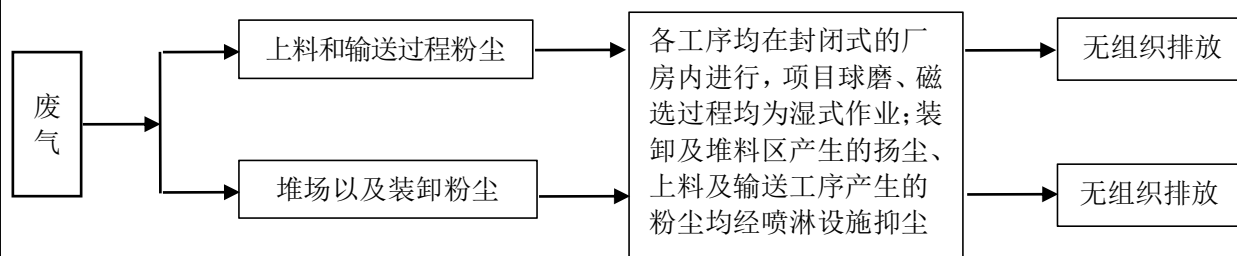 废
气
上料和输送过程粉尘
堆场以及装卸粉尘
各工序均在封闭式的厂
房内进行，项目球磨、磁
选过程均为湿式作业；装
卸及堆料区产生的扬尘、
上料及输送工序产生的
粉尘均经喷淋设施抑尘
无组织排放
无组织排放